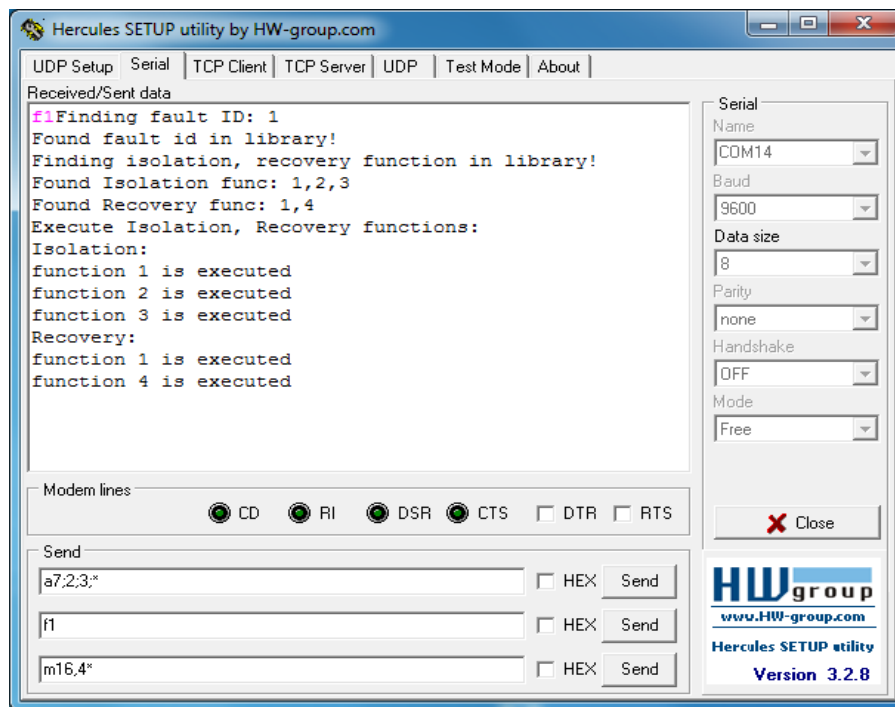 Hercules SETUP utility by HW-group.com
UDP Setup Serial TCP Client TCP Server UDP Test Mode About
Received/Sent data
f1Finding fault ID: 1
Found fault id in library!
Finding isolation, recovery function in library!
Found Isolation func: 1,2,3
Found Recovery func: 1,4
Execute Isolation, Recovery functions:
Isolation:
function 1 is executed
function 2 is executed
function 3 is executed
Recovery:
function 1 is executed
function 4 is executed
Serial
Name
COM14
Baud
9600
Data size
8
Parity
none
Handshake
OFF
Mode
Free
Modem lines
CD RI DSR CTS DTR RTS
Close
Send
a7;2;3;* HEX Send
f1 HEX Send
m16,4* HEX Send
HW group
www.HW-group.com
Hercules SETUP utility
Version 3.2.8